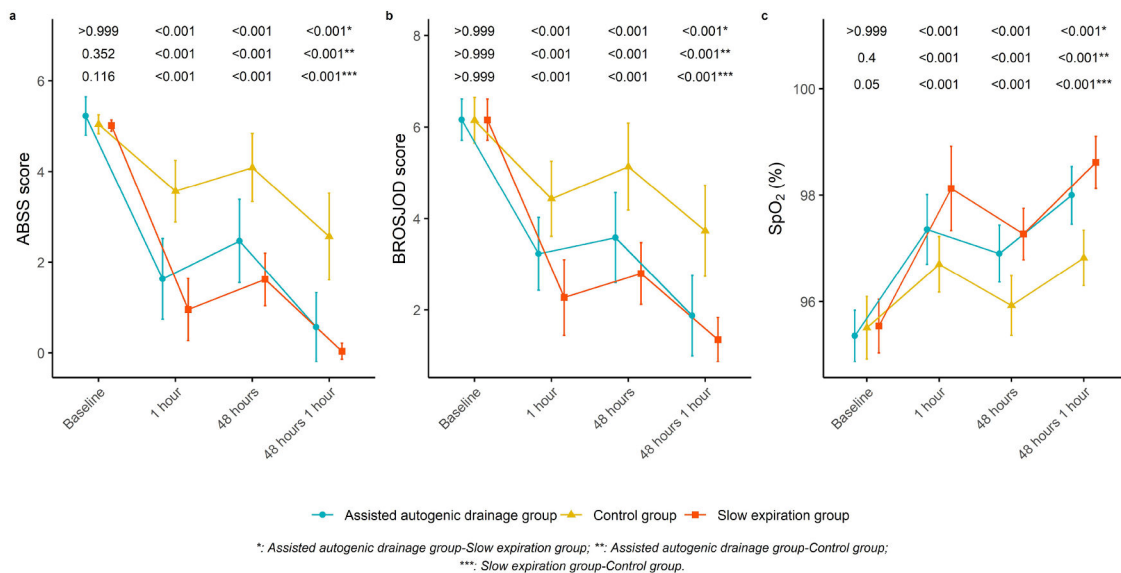 a
>0.999 <0.001 <0.001 <0.001*
0.352 <0.001 <0.001 <0.001**
0.116 <0.001 <0.001 <0.001***
6
4
2
0
ABSS score
Baseline
1 hour
48 hours
48 hours 1 hour
b
>0.999 <0.001 <0.001 <0.001*
>0.999 <0.001 <0.001 <0.001**
>0.999 <0.001 <0.001 <0.001***
8
6
4
2
BROSJOD score
Baseline
1 hour
48 hours
48 hours 1 hour
c
>0.999 <0.001 <0.001 <0.001*
0.4 <0.001 <0.001 <0.001**
0.05 <0.001 <0.001 <0.001***
100
98
96
SpO₂ (%)
Baseline
1 hour
48 hours
48 hours 1 hour
Assisted autogenic drainage group Control group Slow expiration group
*: Assisted autogenic drainage group-Slow expiration group; **: Assisted autogenic drainage group-Control group;
***: Slow expiration group-Control group.